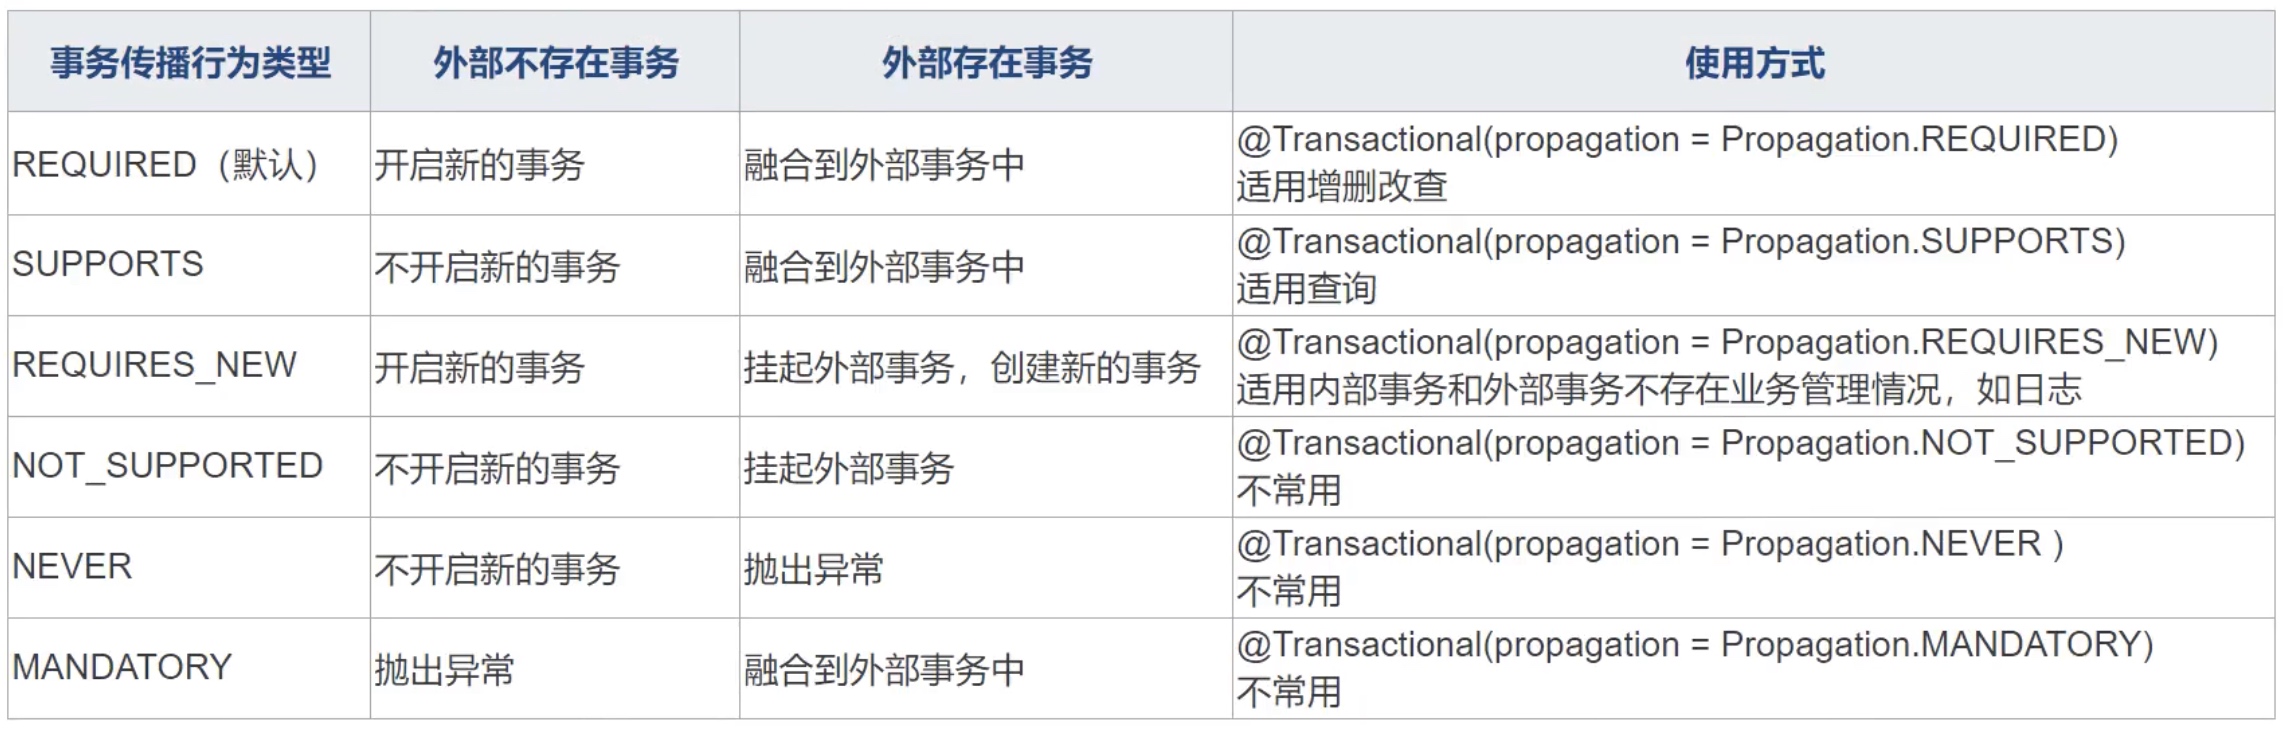 事务传播行为类型 外部不存在事务 外部存在事务 使用方式
REQUIRED（默认） 开启新的事务 融合到外部事务中 @Transactional(propagation = Propagation.REQUIRED)
适用增删改查
SUPPORTS 不开启新的事务 融合到外部事务中 @Transactional(propagation = Propagation.SUPPORTS)
适用查询
REQUIRES_NEW 开启新的事务 挂起外部事务，创建新的事务 @Transactional(propagation = Propagation.REQUIRES_NEW)
适用内部事务和外部事务不存在业务管理情况，如日志
NOT_SUPPORTED 不开启新的事务 挂起外部事务 @Transactional(propagation = Propagation.NOT_SUPPORTED)
不常用
NEVER 不开启新的事务 抛出异常 @Transactional(propagation = Propagation.NEVER )
不常用
MANDATORY 抛出异常 融合到外部事务中 @Transactional(propagation = Propagation.MANDATORY)
不常用